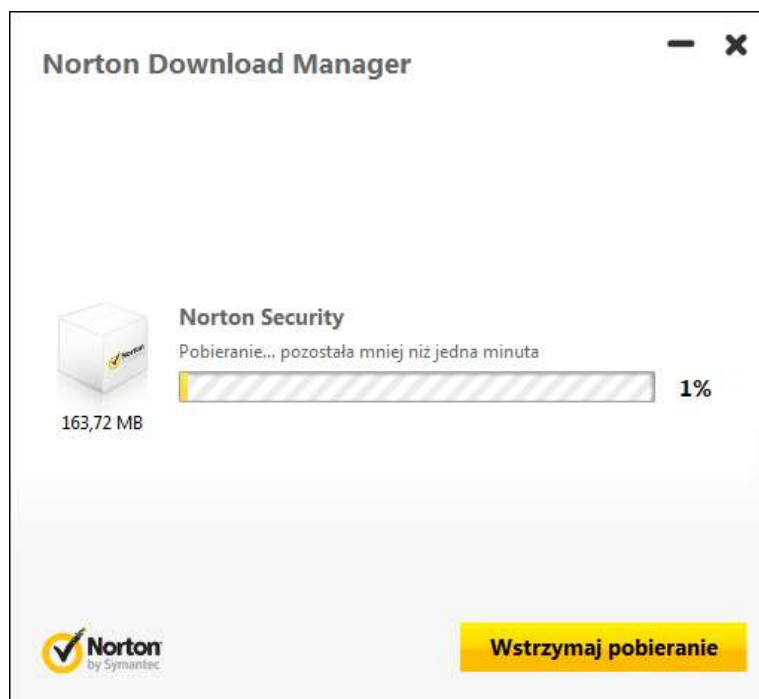 Norton Download Manager
Norton
Norton Security
Pobieranie... pozostała mniej niż jedna minuta
1%
163,72 MB
Norton
by Symantec
Wstrzymaj pobieranie